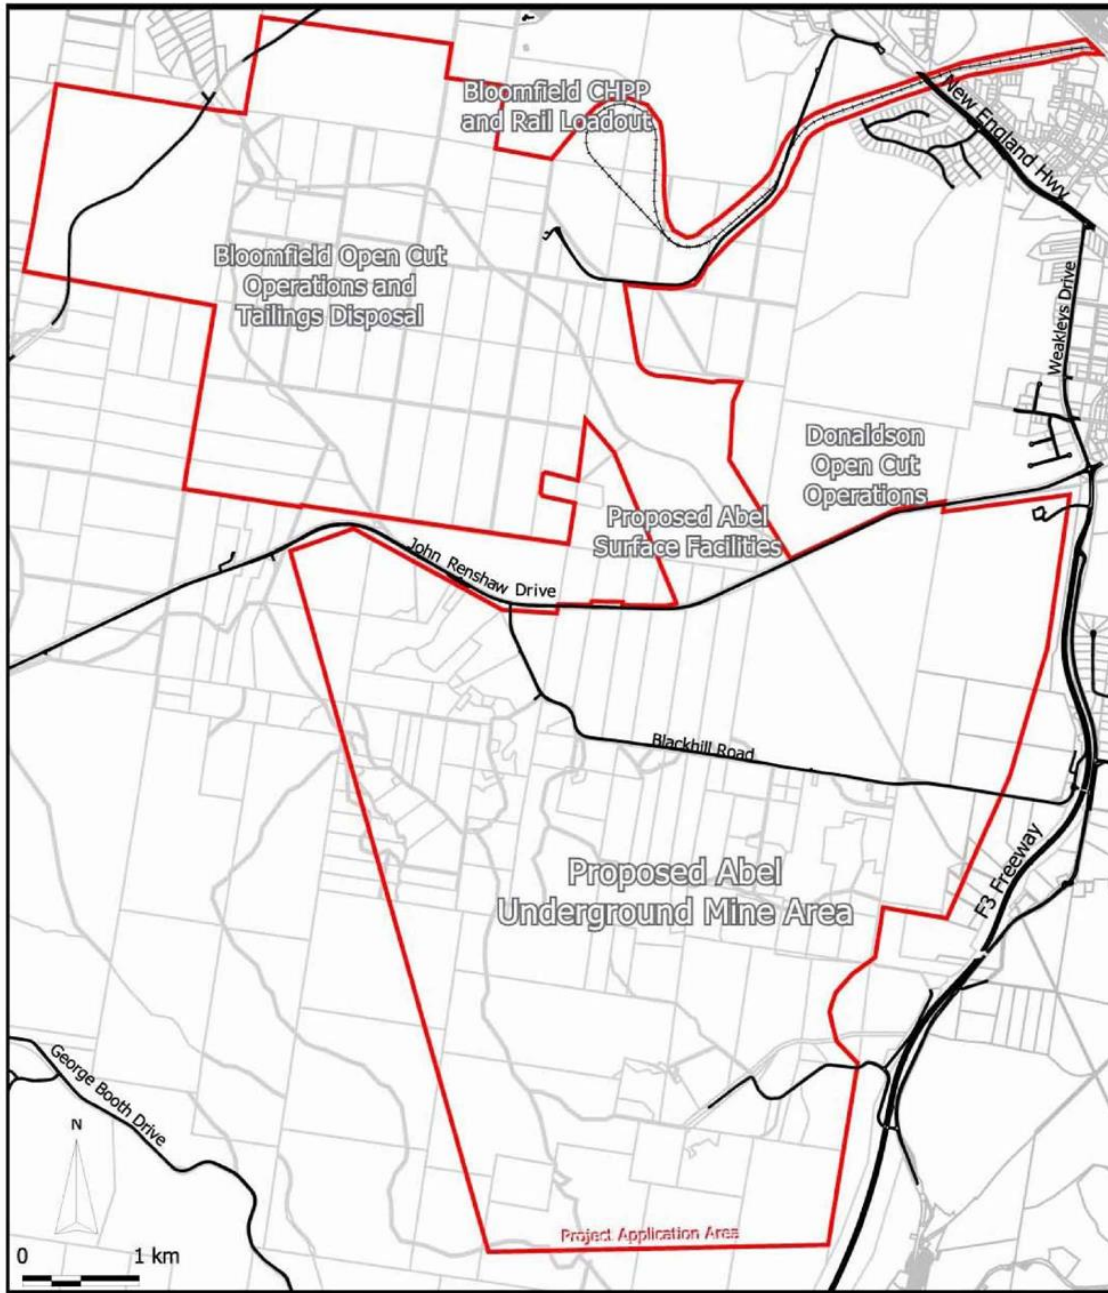 Bloomfield CHPP
and Rail Loadout
New England Hwy
Bloomfield Open Cut
Operations and
Tailings Disposal
Weakleys Drive
Donaldson
Open Cut
Operations
Proposed Abel
Surface Facilities
John Renshaw Drive
Blackhill Road
Proposed Abel
Underground Mine Area
F3 Freeway
George Booth Drive
N
Project Application Area
0 1 km